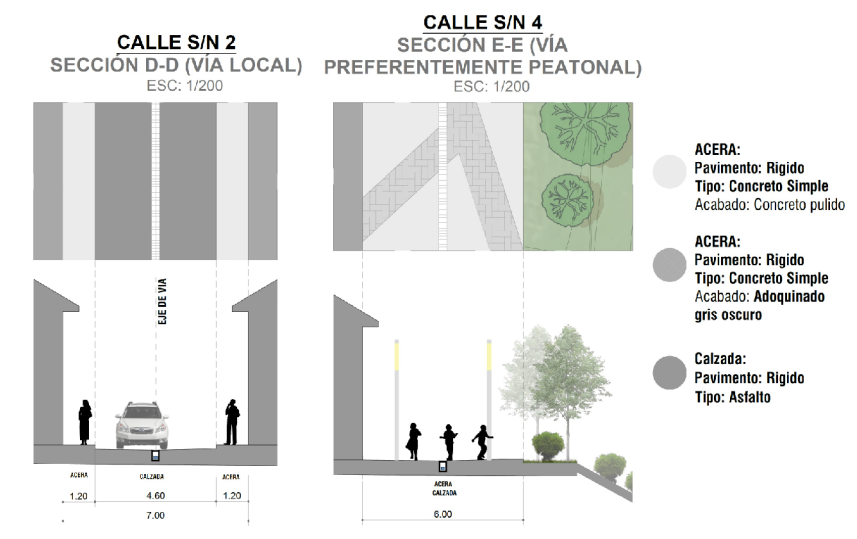 CALLE S/N 2
SECCIÓN D-D (VÍA LOCAL)
ESC: 1/200
CALLE S/N 4
SECCIÓN E-E (VÍA
PREFERENTEMENTE PEATONAL)
ESC: 1/200
EJE DE VIA
ACERA
CALZADA
ACERA
1.20
4.60
1.20
7.00
ACERA
CALZADA
6.00
ACERA:
Pavimento: Rigido
Tipo: Concreto Simple
Acabado: Concreto pulido
ACERA:
Pavimento: Rigido
Tipo: Concreto Simple
Acabado: Adoquinado
gris oscuro
Calzada:
Pavimento: Rigido
Tipo: Asfalto